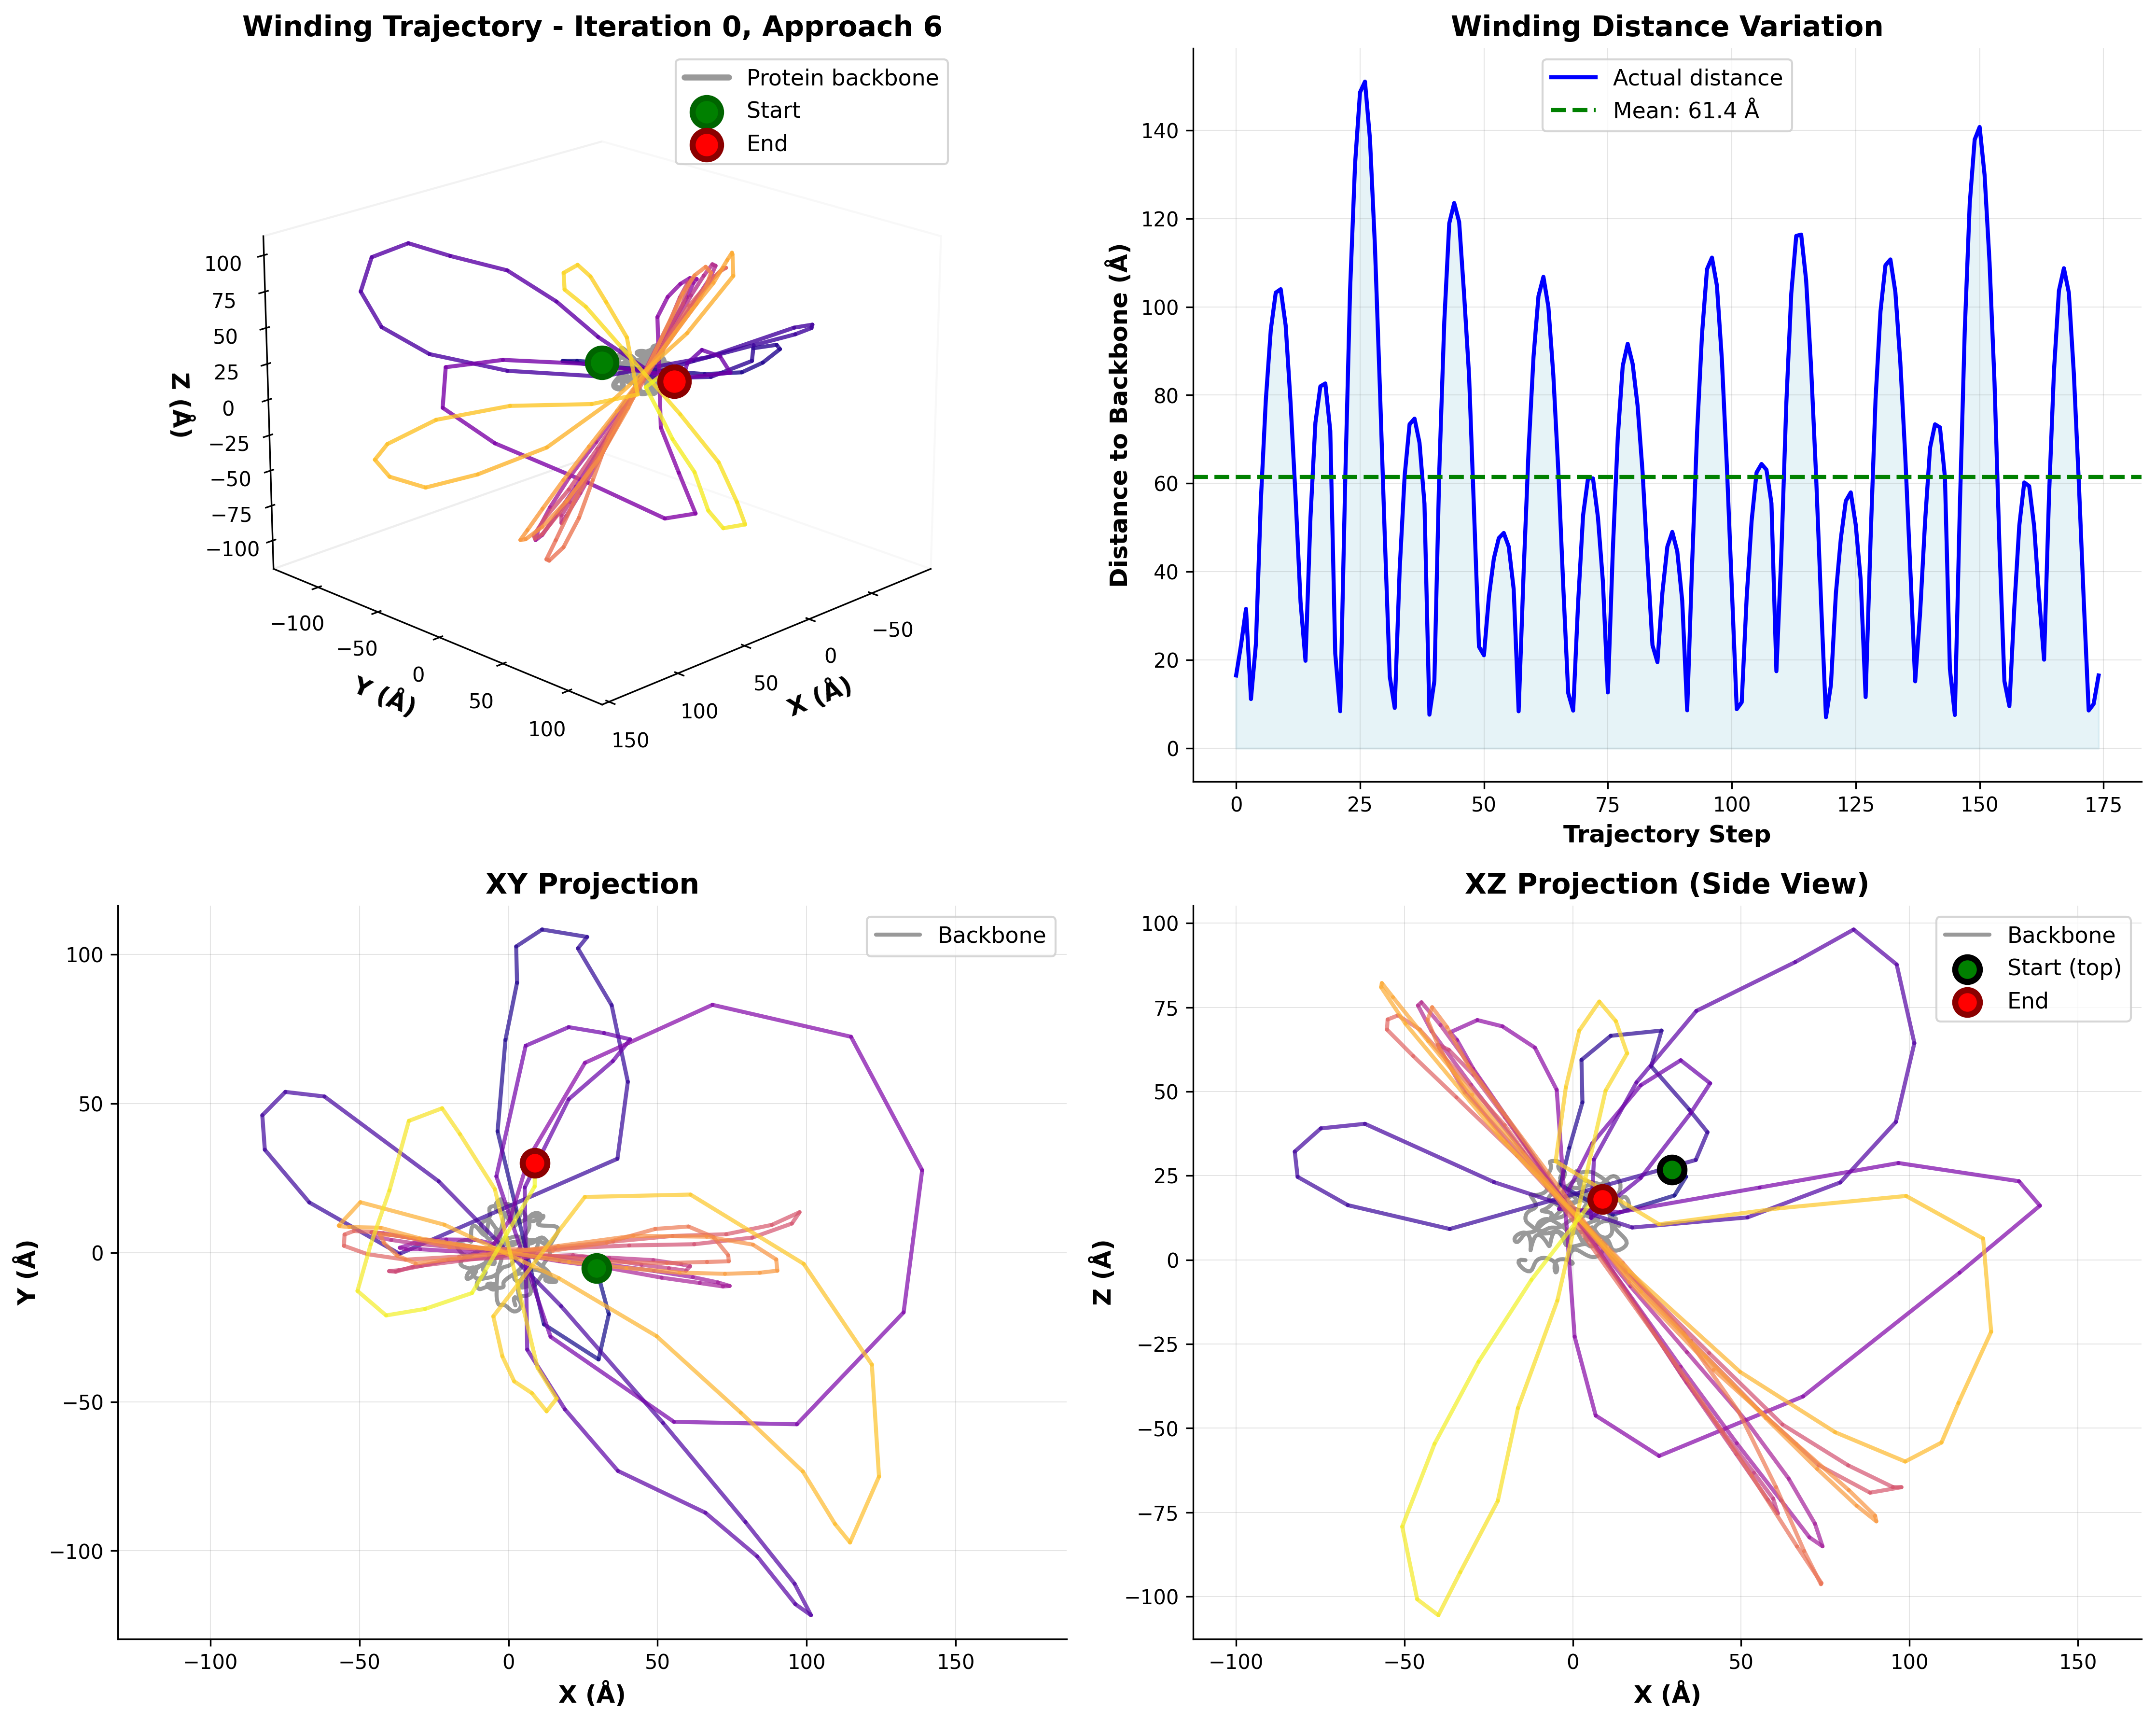 Winding Trajectory - Iteration 0, Approach 6
Protein backbone
Start
End
100
75
50
25
0
−25
−50
−75
−100
Z (Å)
−100
−50
0
50
100
Y (Å)
−50
0
50
100
150
X (Å)
Winding Distance Variation
Actual distance
Mean: 61.4 Å
140
120
100
80
60
40
20
0
Distance to Backbone (Å)
0 25 50 75 100 125 150 175
Trajectory Step
XY Projection
Backbone
100
50
0
−50
−100
Y (Å)
−100 −50 0 50 100 150
X (Å)
XZ Projection (Side View)
Backbone
Start (top)
End
100
75
50
25
0
−25
−50
−75
−100
Z (Å)
−100 −50 0 50 100 150
X (Å)